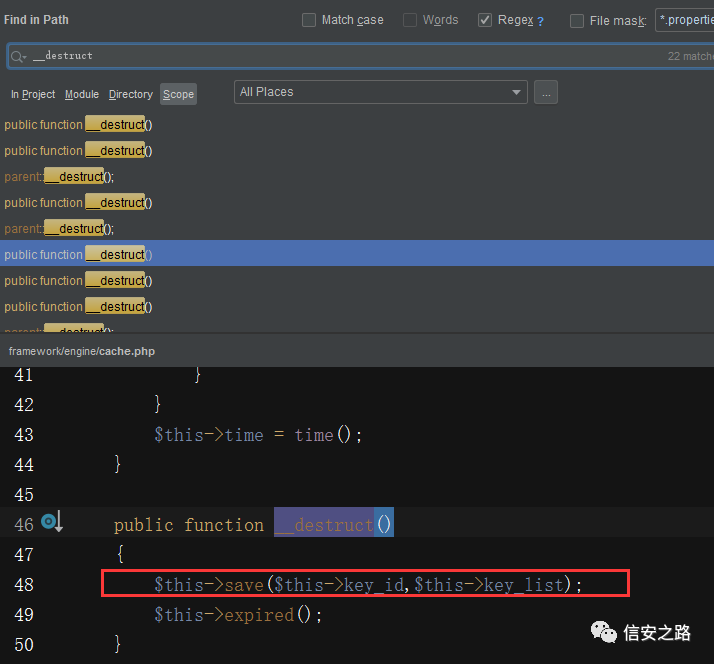 Find in Path
Match case
Words
Regex ?
File mask:
*.propertie
__destruct
22 matche
In Project Module Directory Scope
All Places
...
public function __destruct()
public function __destruct()
parent::__destruct();
public function __destruct()
parent::__destruct();
public function __destruct()
public function __destruct()
public function __destruct()
parent::__destruct();
framework/engine/cache.php
41 }
42 }
43 $this->time = time();
44 }
45
46 public function __destruct()
47 {
48 $this->save($this->key_id,$this->key_list);
49 $this->expired();
50 }
信安之路